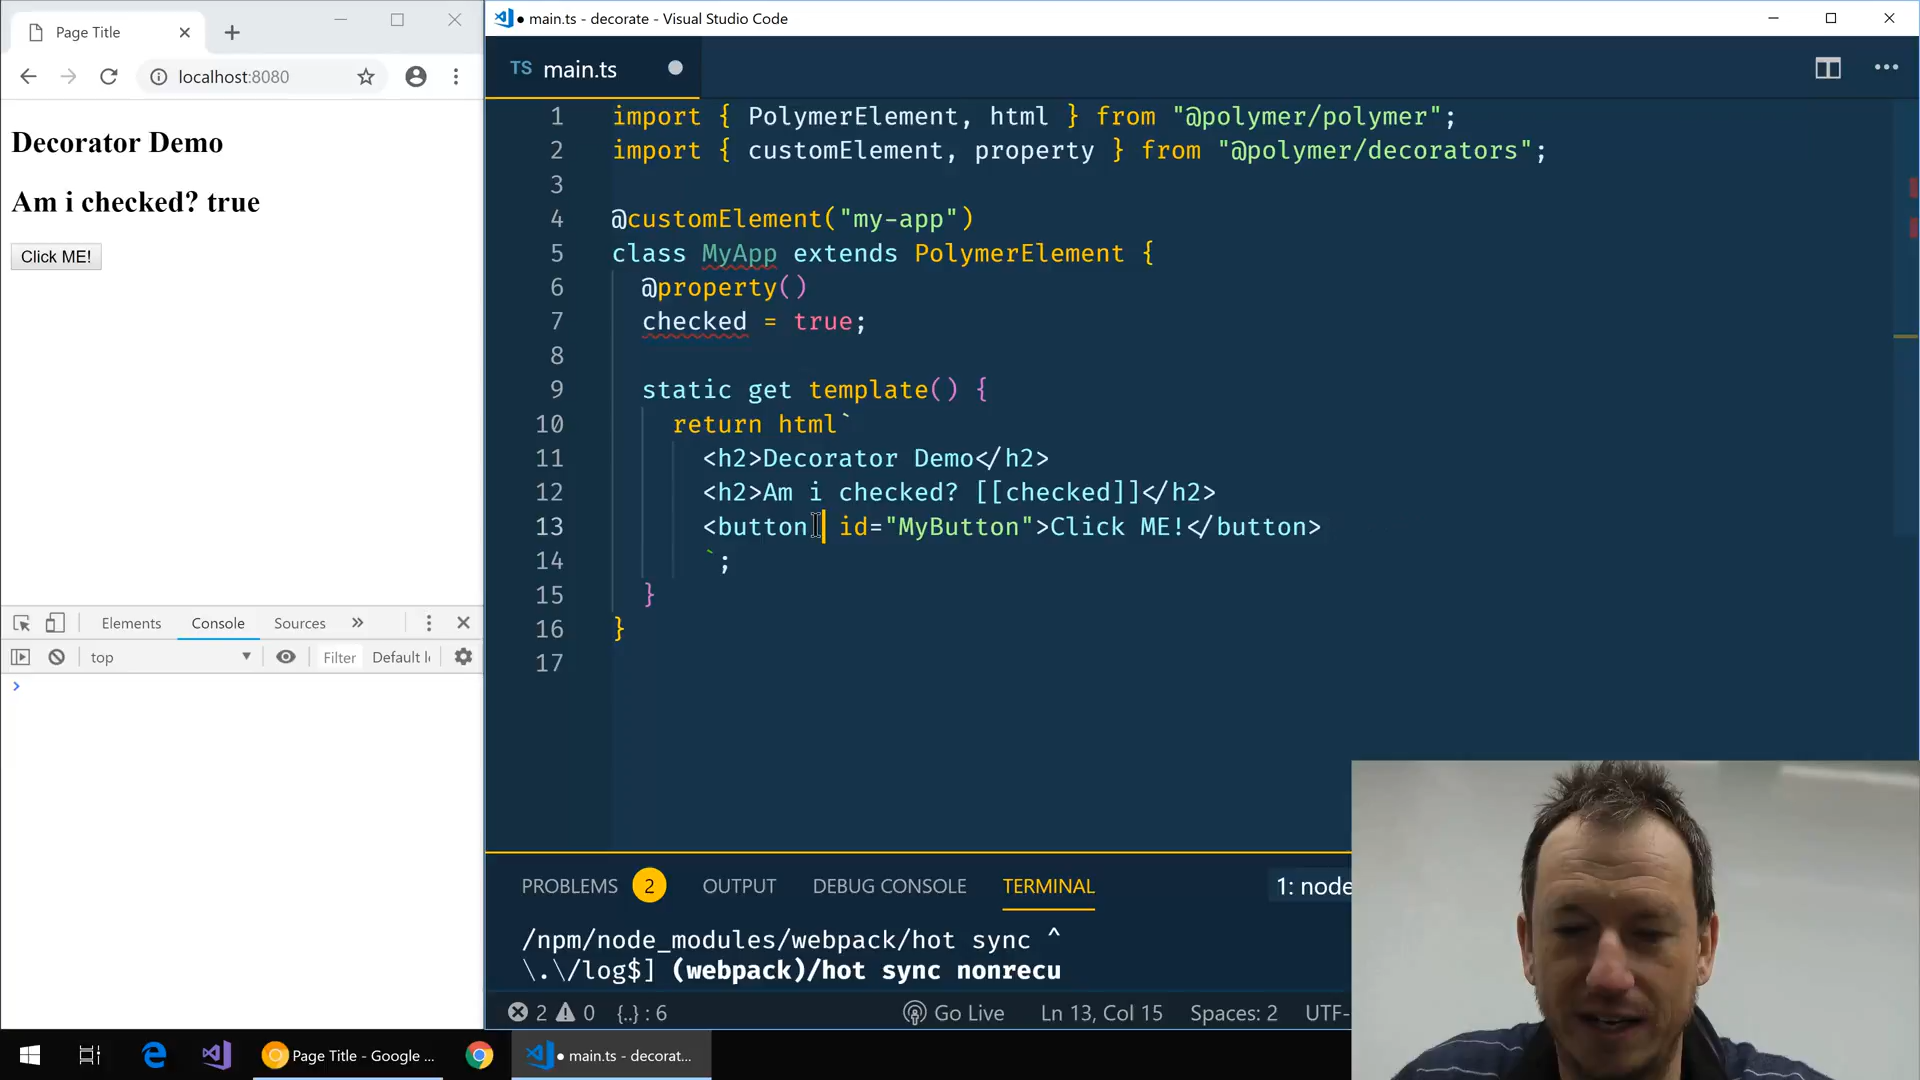 Page Title
localhost:8080
Decorator Demo
Am i checked? true
Click ME!
Elements Console Sources »
top Filter Default l
main.ts - decorate - Visual Studio Code
TS main.ts
1 import { PolymerElement, html } from "@polymer/polymer";
2 import { customElement, property } from "@polymer/decorators";
3
4 @customElement("my-app")
5 class MyApp extends PolymerElement {
6 @property()
7 checked = true;
8
9 static get template() {
10 return html`
11 <h2>Decorator Demo</h2>
12 <h2>Am i checked? [[checked]]</h2>
13 <button id="MyButton">Click ME!</button>
14 `;
15 }
16 }
17
PROBLEMS 2 OUTPUT DEBUG CONSOLE TERMINAL 1: node
/npm/node_modules/webpack/hot sync ^
\.\/log$] (webpack)/hot sync nonrecu
2 0 {..} : 6 Go Live Ln 13, Col 15 Spaces: 2 UTF-
Page Title - Google ... main.ts - decorat...